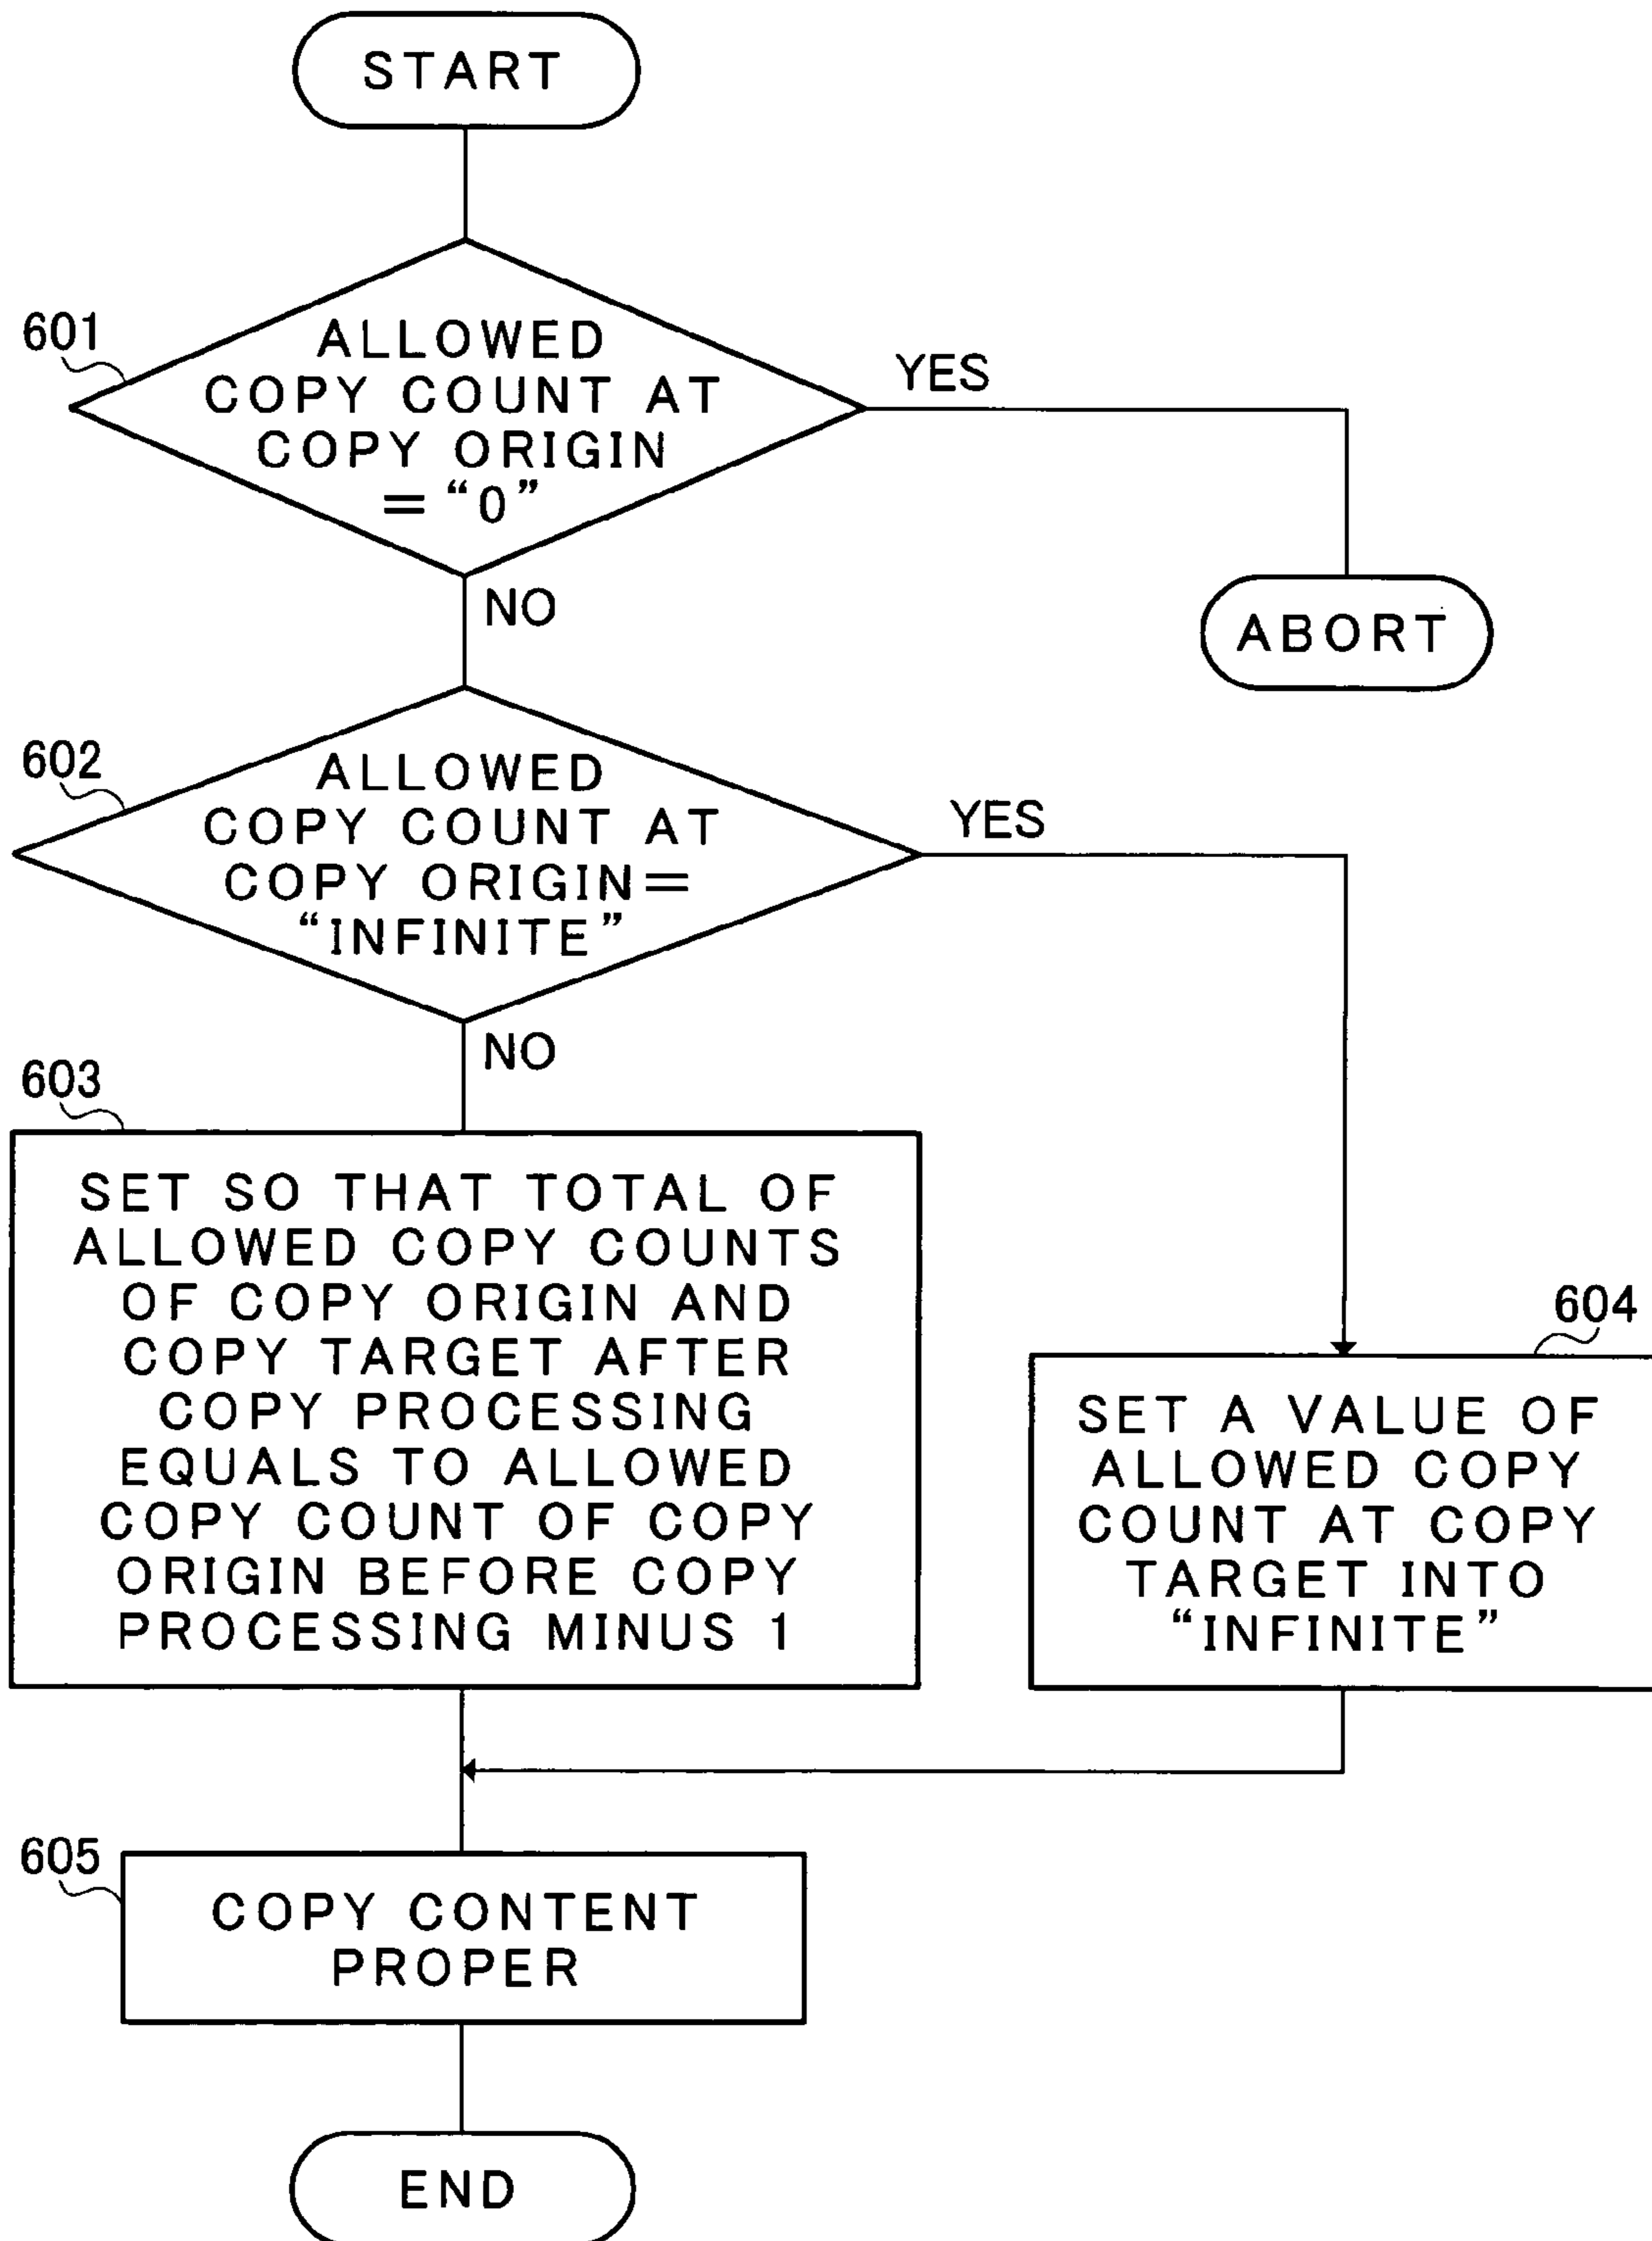 START
601
ALLOWED
COPY COUNT AT
COPY ORIGIN
= “0”
YES
NO
ABORT
602
ALLOWED
COPY COUNT AT
COPY ORIGIN=
“INFINITE”
YES
NO
603
SET SO THAT TOTAL OF
ALLOWED COPY COUNTS
OF COPY ORIGIN AND
COPY TARGET AFTER
COPY PROCESSING
EQUALS TO ALLOWED
COPY COUNT OF COPY
ORIGIN BEFORE COPY
PROCESSING MINUS 1
604
SET A VALUE OF
ALLOWED COPY
COUNT AT COPY
TARGET INTO
“INFINITE”
605
COPY CONTENT
PROPER
END